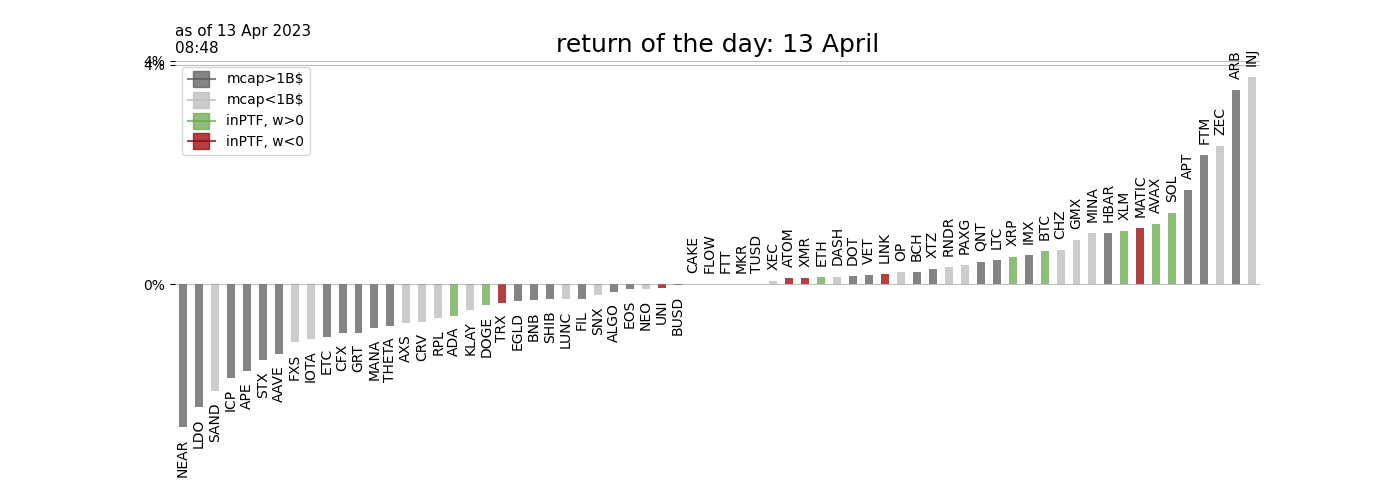 as of 13 Apr 2023
08:48
return of the day: 13 April
4%
4%
mcap>1B$
mcap<1B$
inPTF, w>0
inPTF, w<0
0%
NEAR
LDO
SAND
ICP
APE
STX
AAVE
FXS
IOTA
ETC
CFX
GRT
MANA
THETA
AXS
CRV
RPL
ADA
KLAY
DOGE
TRX
EGLD
BNB
SHIB
LUNC
FIL
SNX
ALGO
EOS
NEO
UNI
BUSD
CAKE
FLOW
FTT
MKR
TUSD
XEC
ATOM
XMR
ETH
DASH
DOT
VET
LINK
OP
BCH
XTZ
RNDR
PAXG
QNT
LTC
XRP
IMX
BTC
CHZ
GMX
MINA
HBAR
XLM
MATIC
AVAX
SOL
APT
FTM
ZEC
ARB
INJ